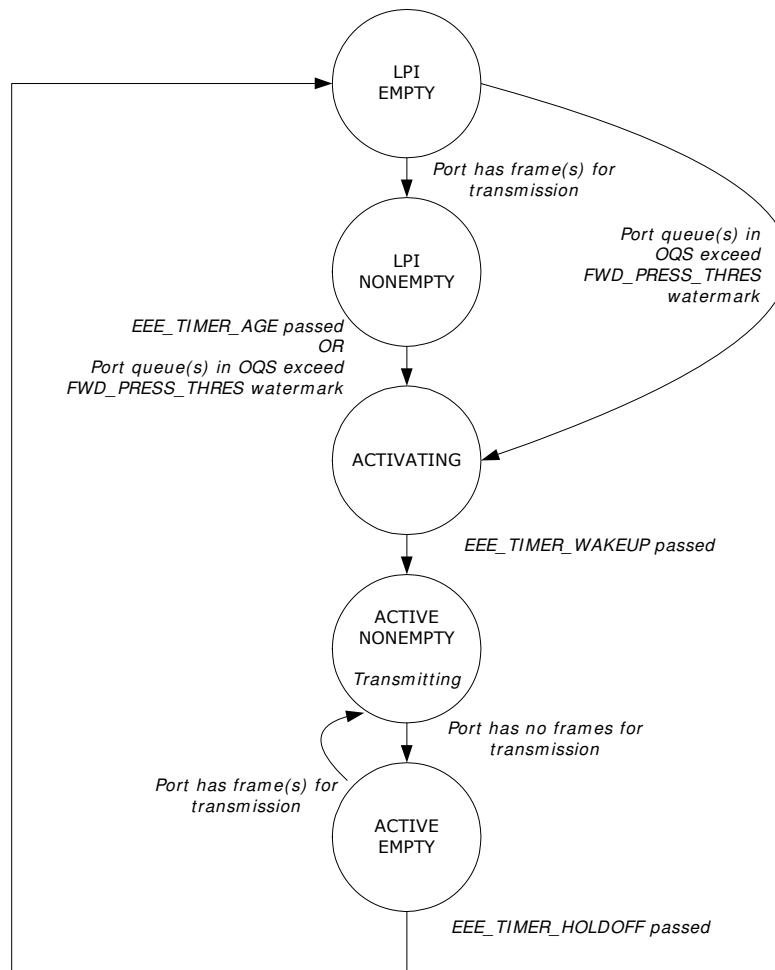 LPI
EMPTY
Port has frame(s) for
transmission
Port queue(s) in
OQS exceed
FWD_PRESS_THRES
watermark
LPI
NONEMPTY
EEE_TIMER_AGE passed
OR
Port queue(s) in OQS exceed
FWD_PRESS_THRES watermark
ACTIVATING
EEE_TIMER_WAKEUP passed
ACTIVE
NONEMPTY
Transmitting
Port has no frames for
transmission
Port has frame(s) for
transmission
ACTIVE
EMPTY
EEE_TIMER_HOLDOFF passed